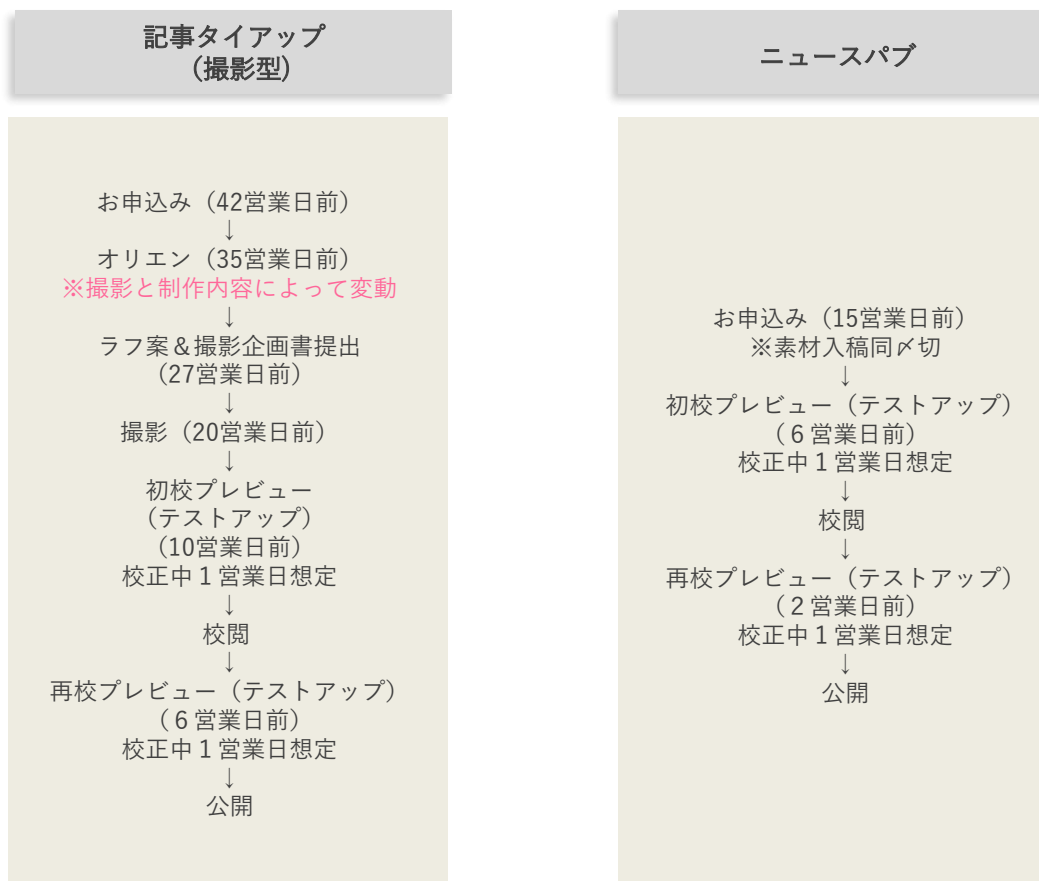 記事タイアップ
(撮影型)
お申込み（42営業日前）
↓
オリエン（35営業日前）
※撮影と制作内容によって変動
↓
ラフ案＆撮影企画書提出
（27営業日前）
↓
撮影（20営業日前）
↓
初校プレビュー
（テストアップ）
（10営業日前）
校正中１営業日想定
↓
校閲
↓
再校プレビュー（テストアップ）
（６営業日前）
校正中１営業日想定
↓
公開
ニュースパブ
お申込み（15営業日前）
※素材入稿同〆切
↓
初校プレビュー（テストアップ）
（６営業日前）
校正中１営業日想定
↓
校閲
↓
再校プレビュー（テストアップ）
（２営業日前）
校正中１営業日想定
↓
公開